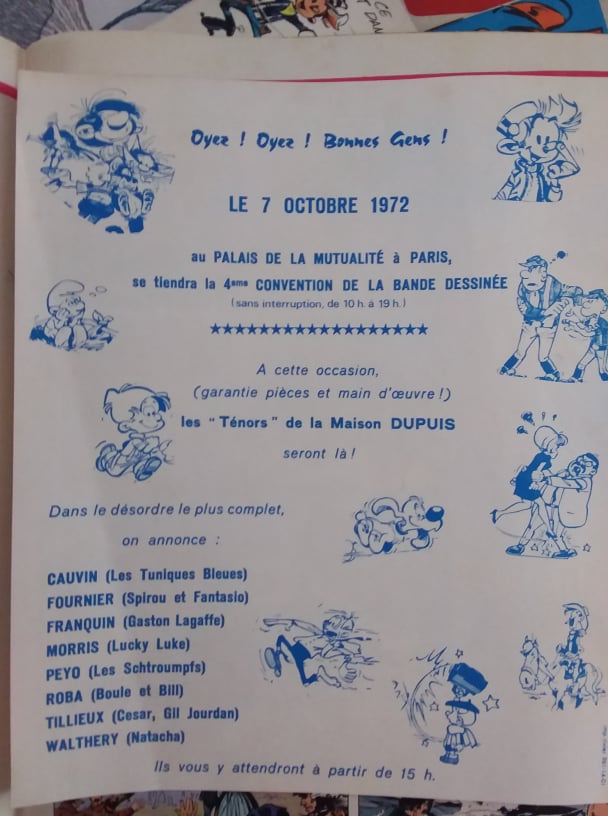 CE
T DAN
Oyez ! Oyez ! Bonnes Gens !
LE 7 OCTOBRE 1972
au PALAIS DE LA MUTUALITÉ à PARIS,
se tiendra la 4eme CONVENTION DE LA BANDE DESSINÉE
(sans interruption, de 10 h. à 19 h.)
★★★★★★★★★★★★★★★★★★
A cette occasion,
(garantie pièces et main d'œuvre !)
les "Ténors" de la Maison DUPUIS
seront là !
Dans le désordre le plus complet,
on annonce :
CAUVIN (Les Tuniques Bleues)
FOURNIER (Spirou et Fantasio)
FRANQUIN (Gaston Lagaffe)
MORRIS (Lucky Luke)
PEYO (Les Schtroumpfs)
ROBA (Boule et Bill)
TILLIEUX (Cesar, Gil Jourdan)
WALTHERY (Natacha)
Ils vous y attendront à partir de 15 h.